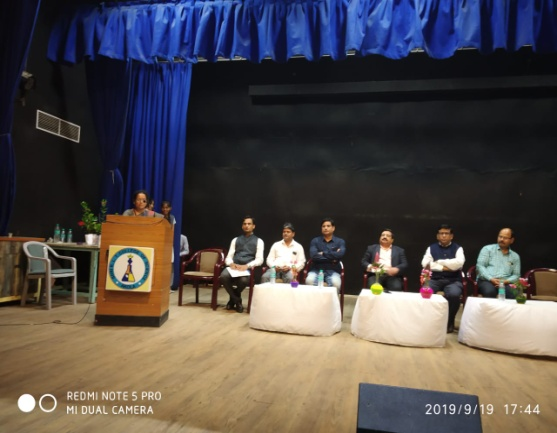 REDMI NOTE 5 PRO
MI DUAL CAMERA
2019/9/19 17:44